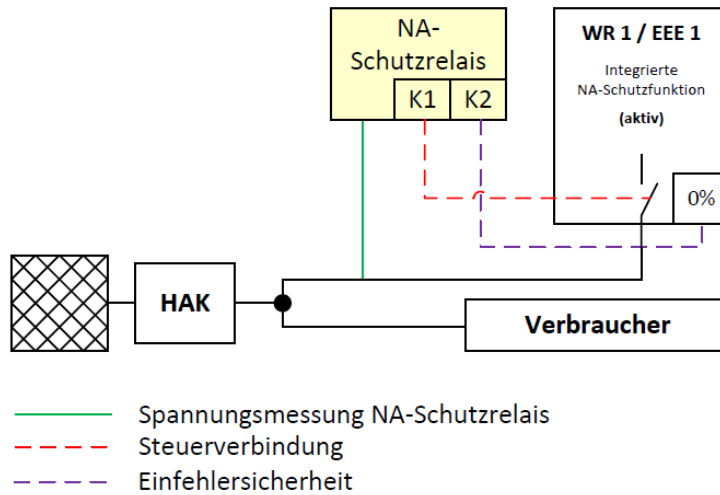 NA-
Schutzrelais
K1
K2
WR 1 / EEE 1
Integrierte
NA-Schutzfunktion
(aktiv)
0%
HAK
Verbraucher
Spannungsmessung NA-Schutzrelais
Steuerverbindung
Einfehlersicherheit